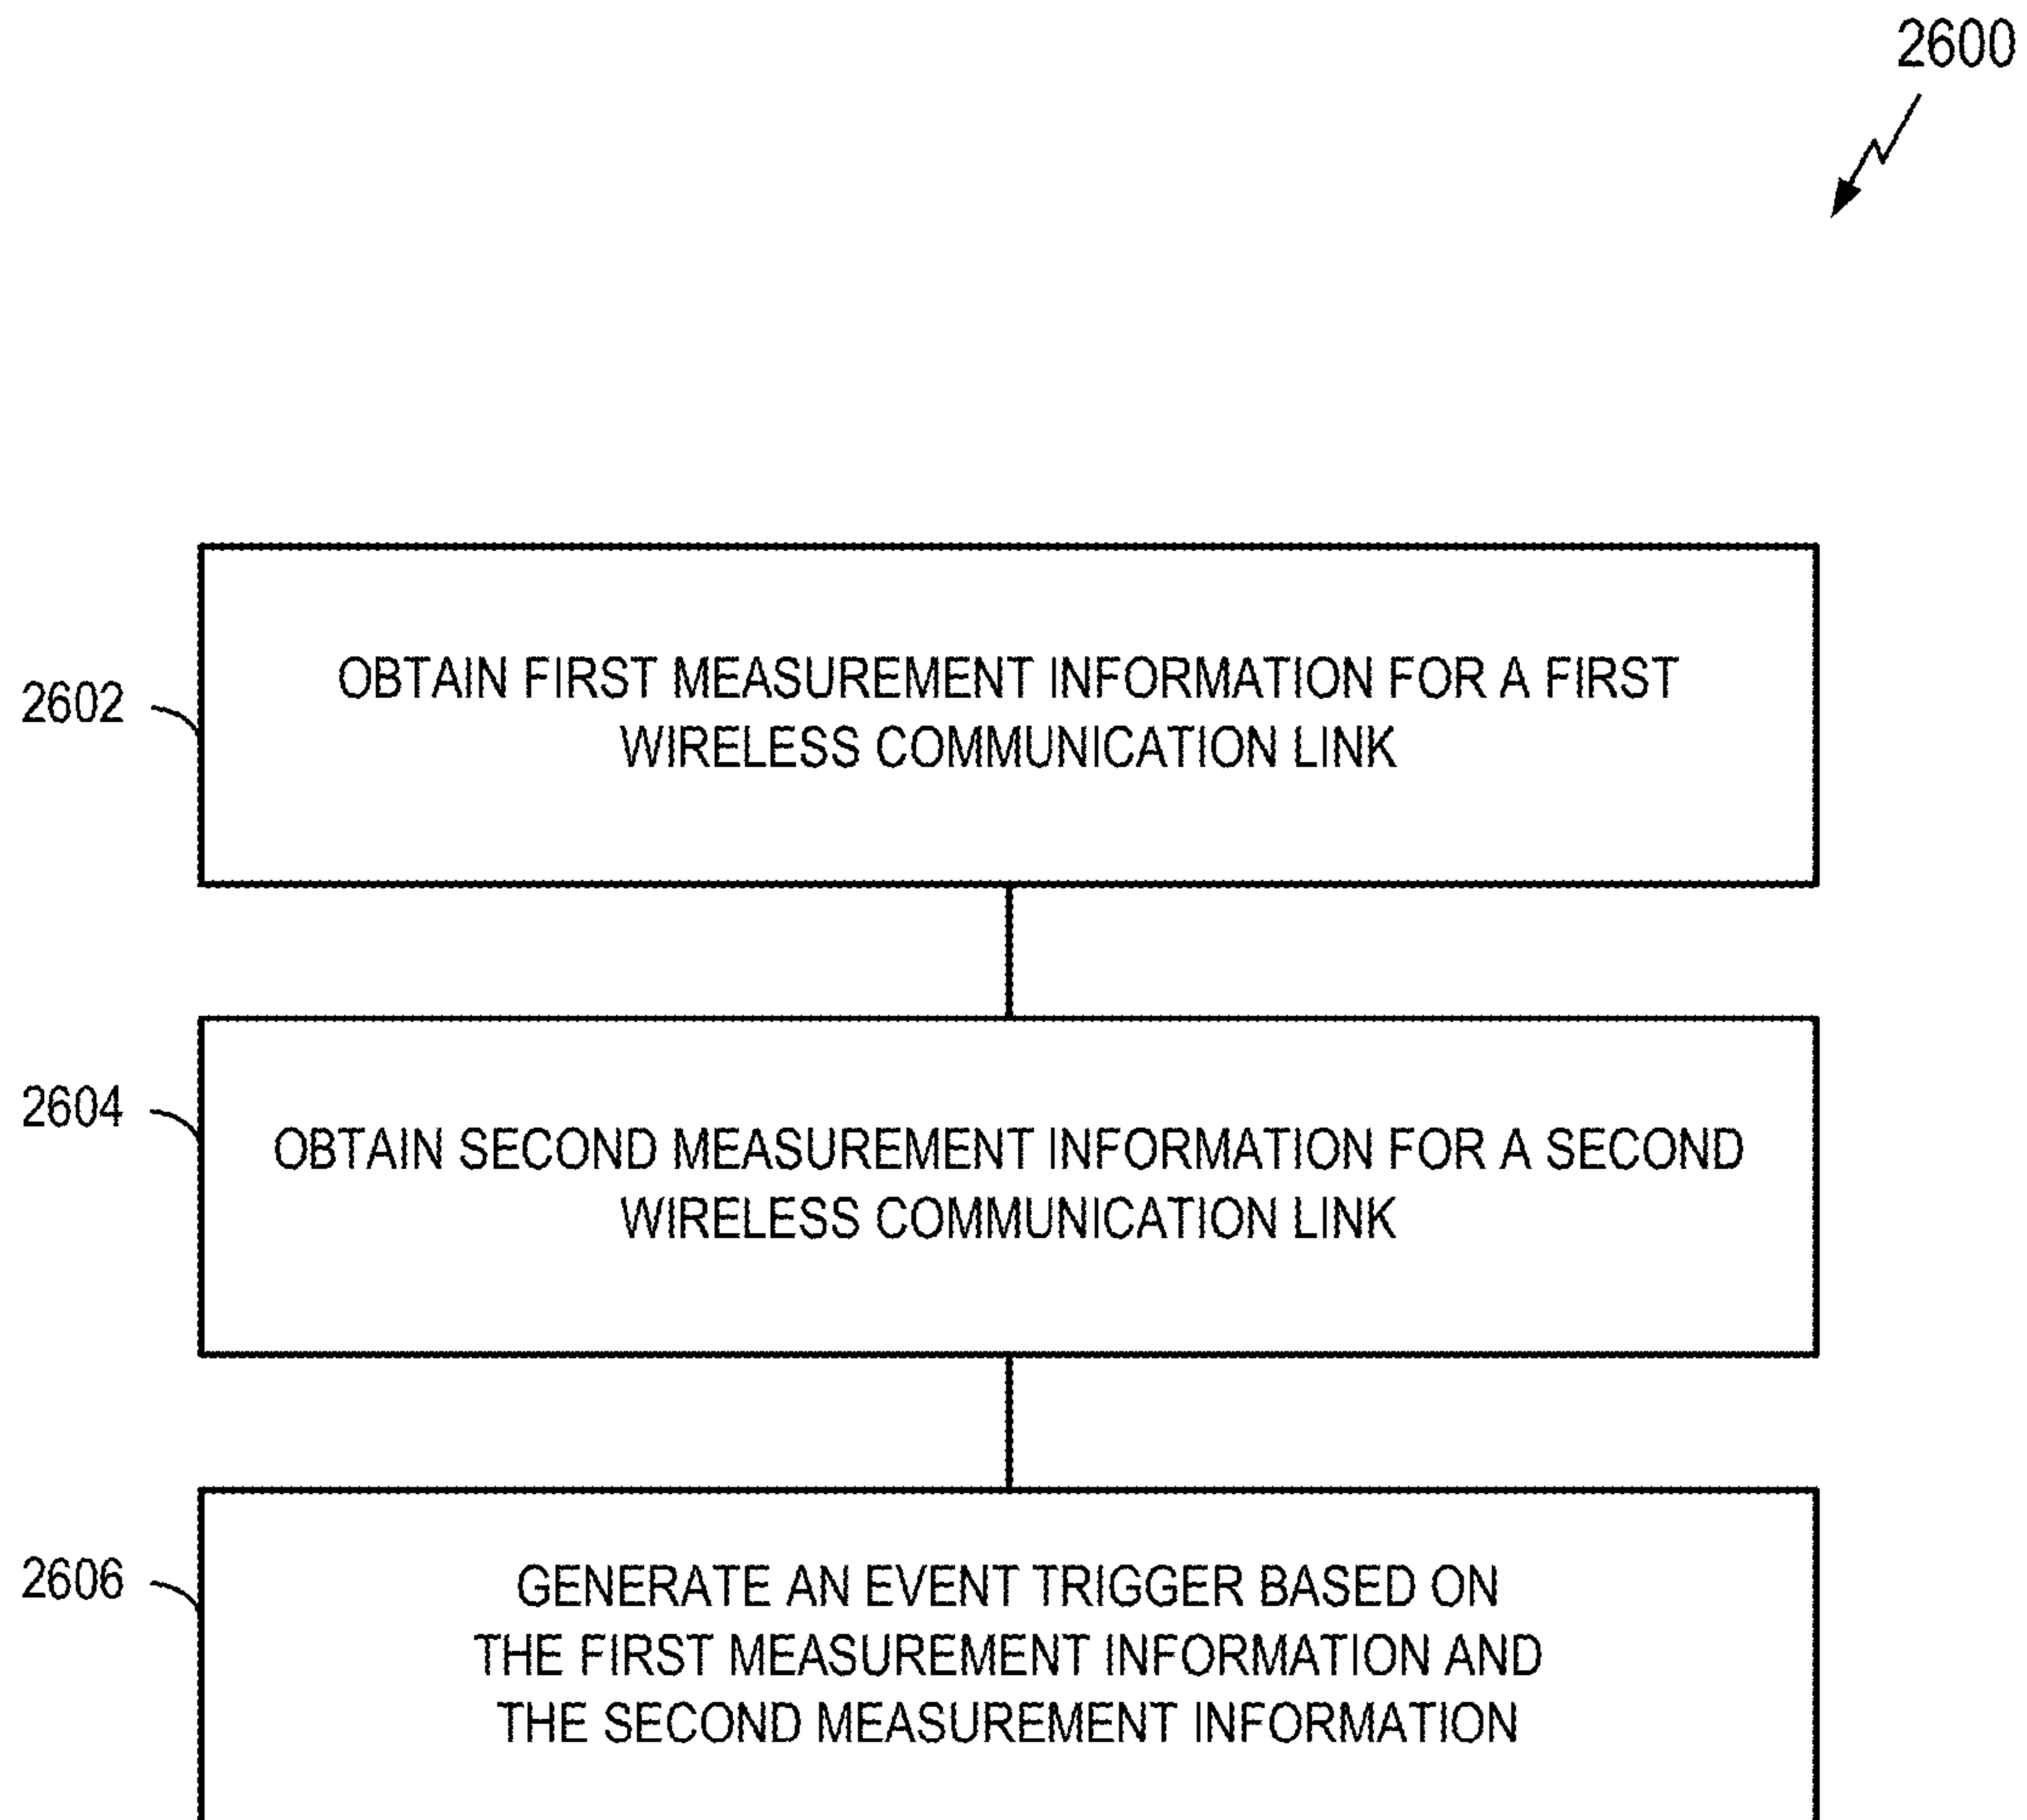 2600
2602
OBTAIN FIRST MEASUREMENT INFORMATION FOR A FIRST
WIRELESS COMMUNICATION LINK
2604
OBTAIN SECOND MEASUREMENT INFORMATION FOR A SECOND
WIRELESS COMMUNICATION LINK
2606
GENERATE AN EVENT TRIGGER BASED ON
THE FIRST MEASUREMENT INFORMATION AND
THE SECOND MEASUREMENT INFORMATION